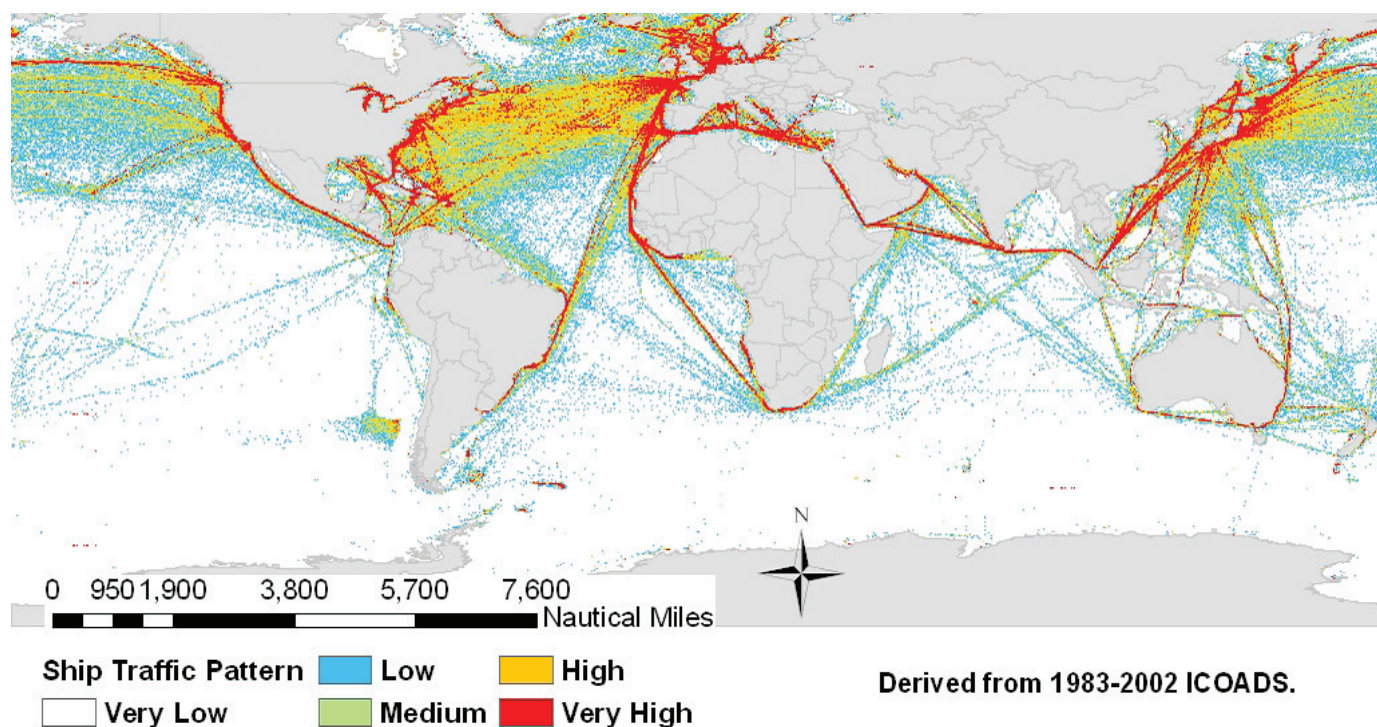 N
0 950 1,900 3,800 5,700 7,600
Nautical Miles
Ship Traffic Pattern Low High
Very Low Medium Very High
Derived from 1983-2002 ICOADS.